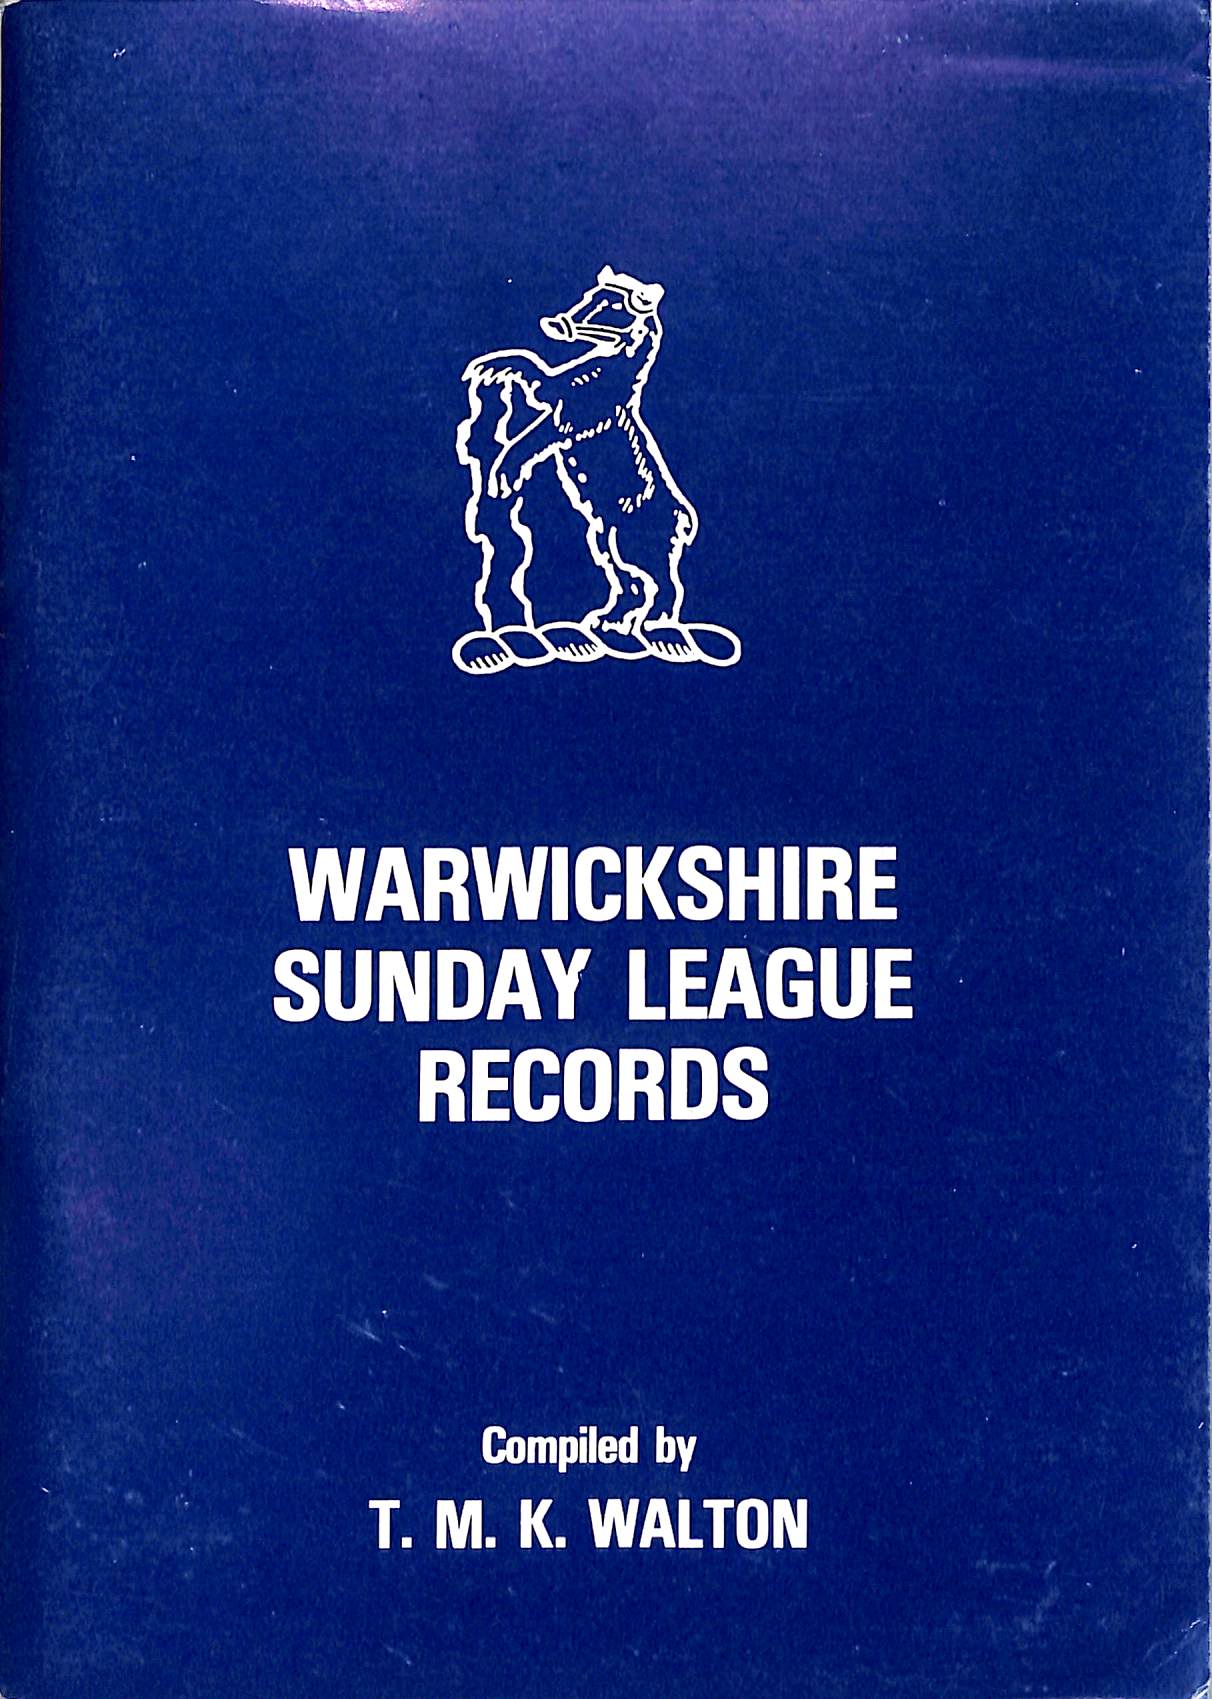 WARWICKSHIRE
SUNDAY LEAGUE
RECORDS
Compiled by
T. M. K. WALTON